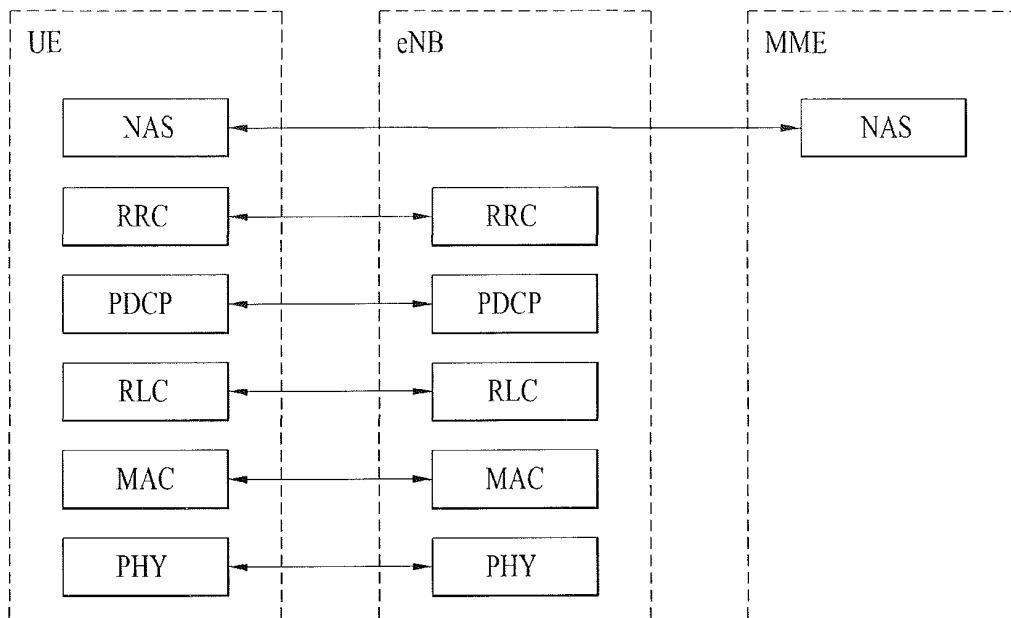 UE eNB MME
NAS NAS
RRC RRC
PDCP PDCP
RLC RLC
MAC MAC
PHY PHY